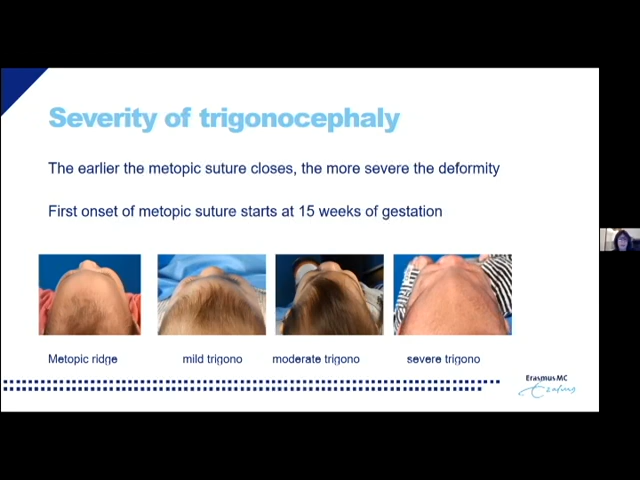 Severity of trigonocephaly
The earlier the metopic suture closes, the more severe the deformity
First onset of metopic suture starts at 15 weeks of gestation
Metopic ridge
mild trigono
moderate trigono
severe trigono
Erasmus MC
Erasmus